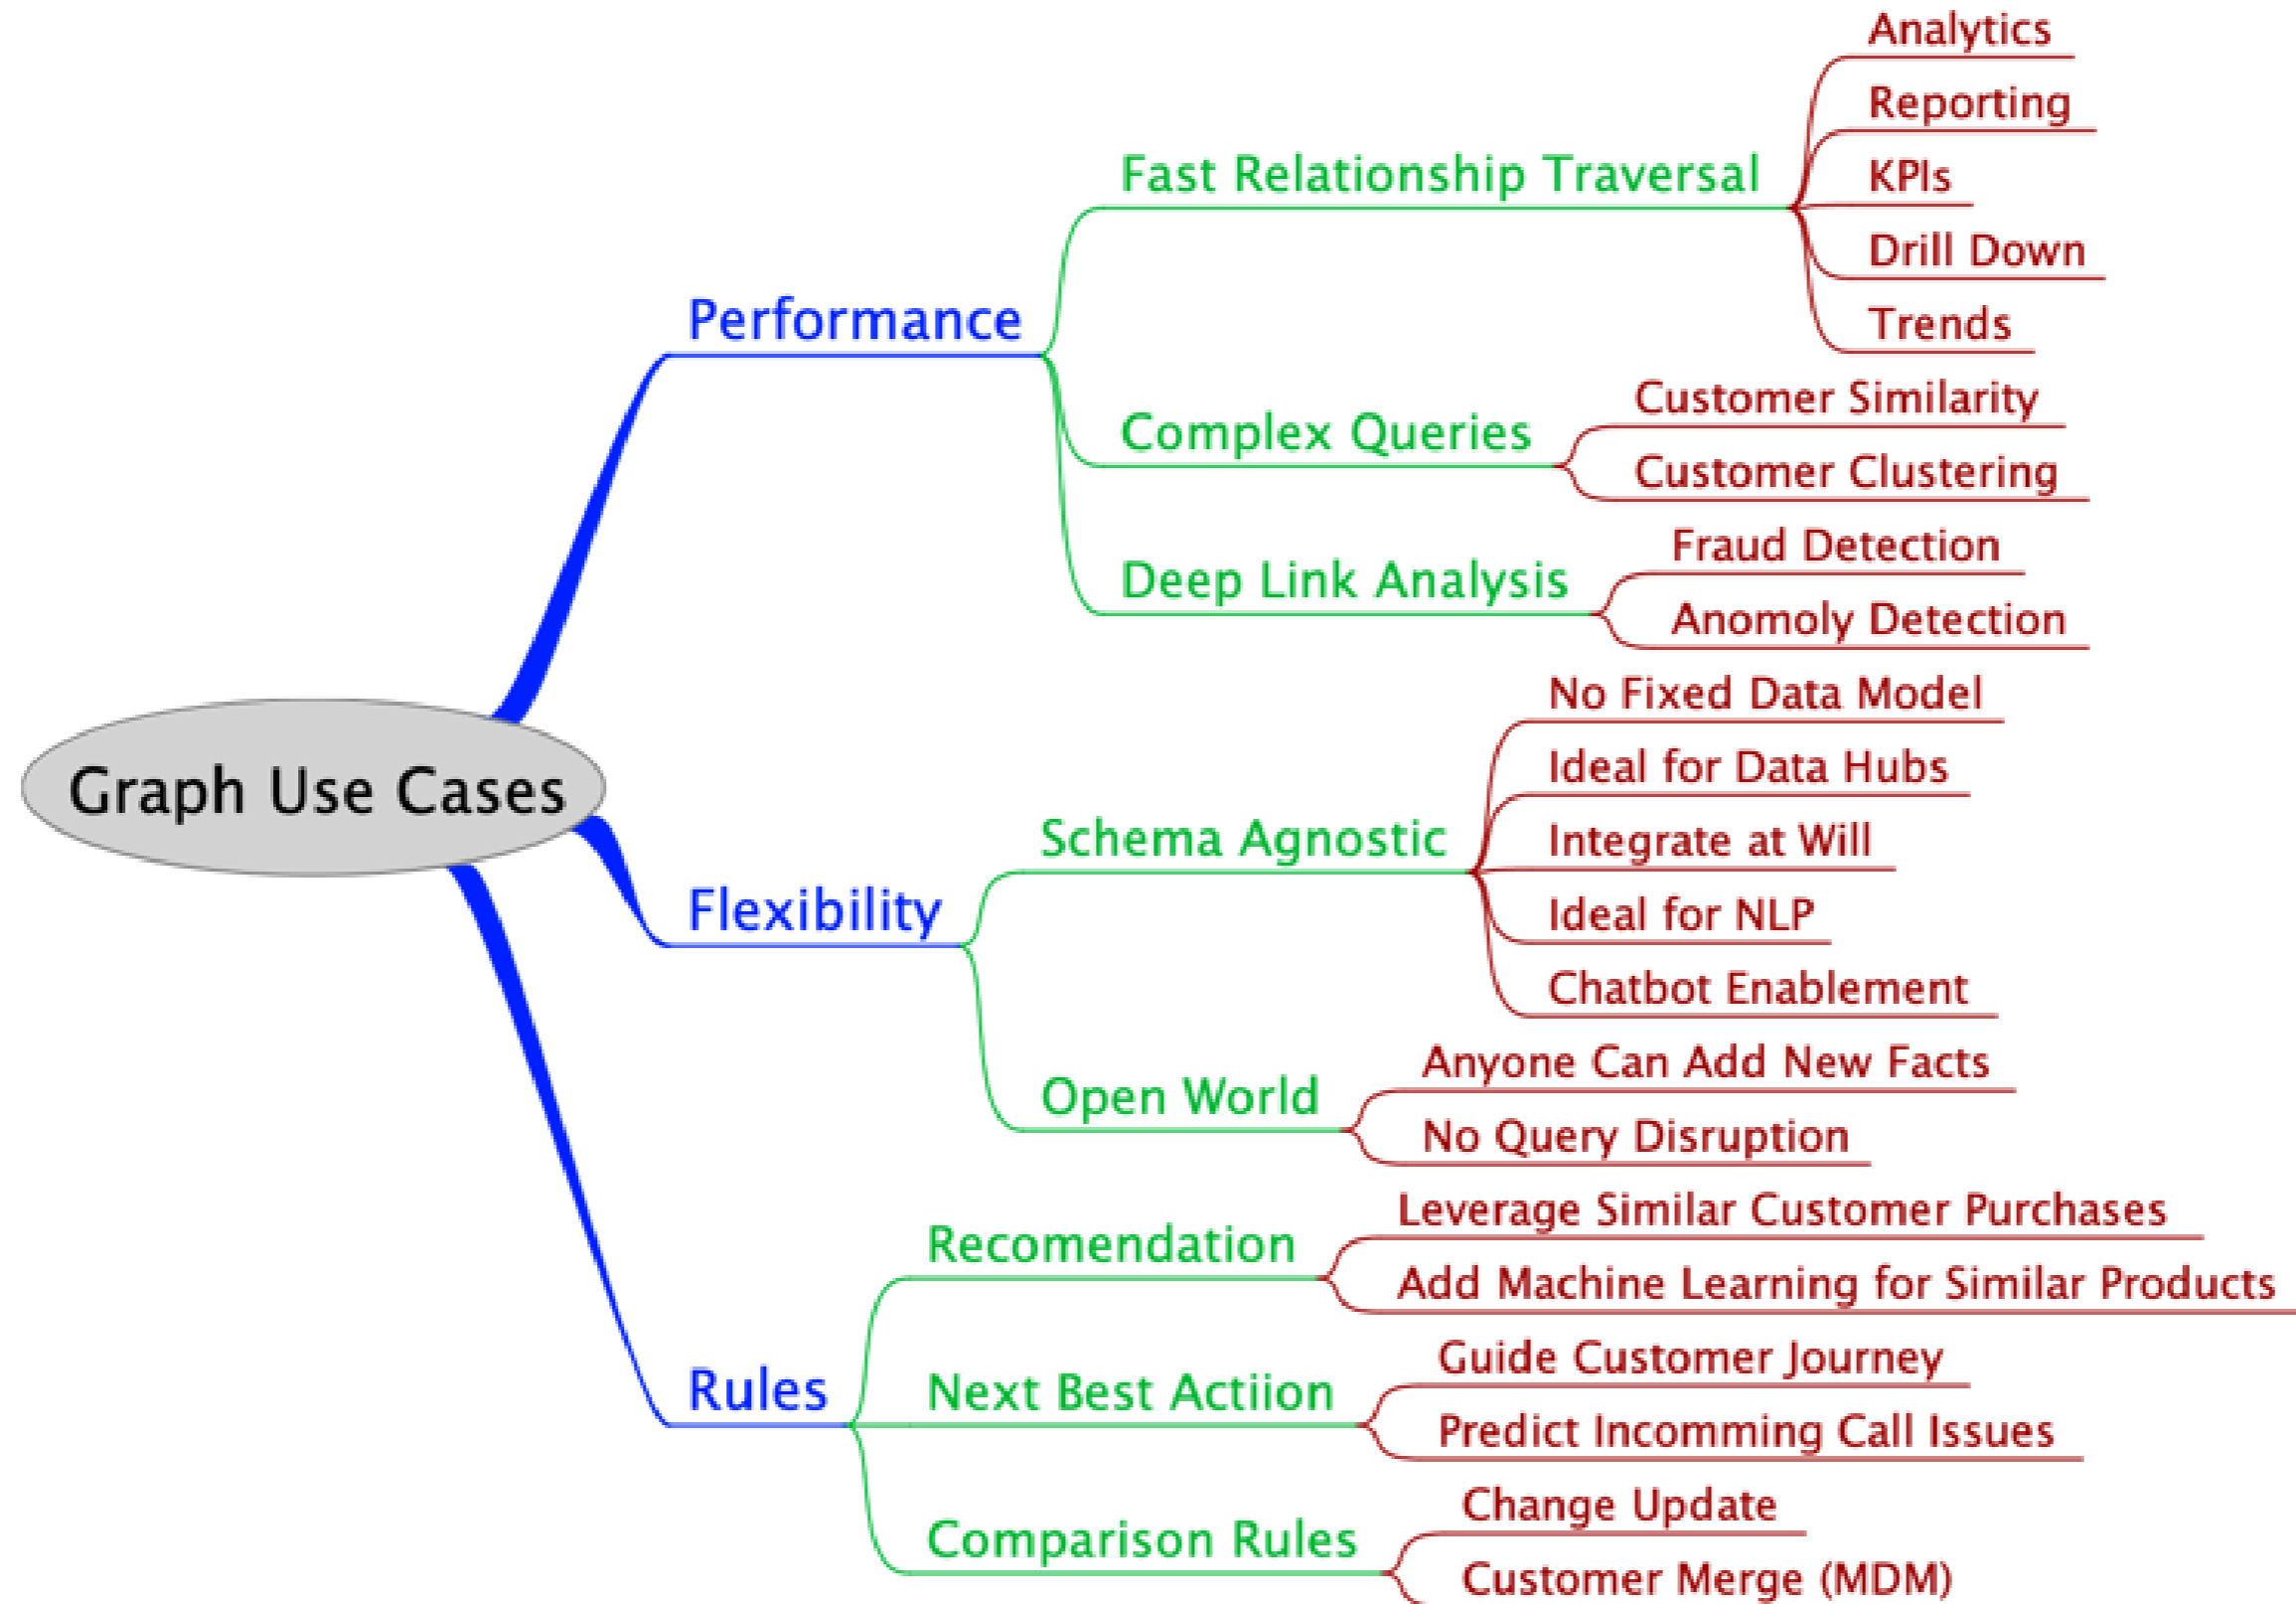 Graph Use Cases
Performance
Fast Relationship Traversal
Analytics
Reporting
KPIs
Drill Down
Trends
Complex Queries
Customer Similarity
Customer Clustering
Deep Link Analysis
Fraud Detection
Anomoly Detection
Flexibility
Schema Agnostic
No Fixed Data Model
Ideal for Data Hubs
Integrate at Will
Ideal for NLP
Chatbot Enablement
Open World
Anyone Can Add New Facts
No Query Disruption
Rules
Recomendation
Leverage Similar Customer Purchases
Add Machine Learning for Similar Products
Next Best Actiion
Guide Customer Journey
Predict Incomming Call Issues
Comparison Rules
Change Update
Customer Merge (MDM)